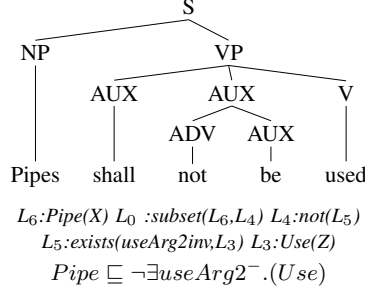 S
NP VP
AUX AUX V
ADV AUX
Pipes shall not be used
L₆:Pipe(X) L₀ :subset(L₆,L₄) L₄:not(L₅)
L₅:exists(useArg2inv,L₃) L₃:Use(Z)
Pipe ⊑ ¬∃useArg2⁻.(Use)